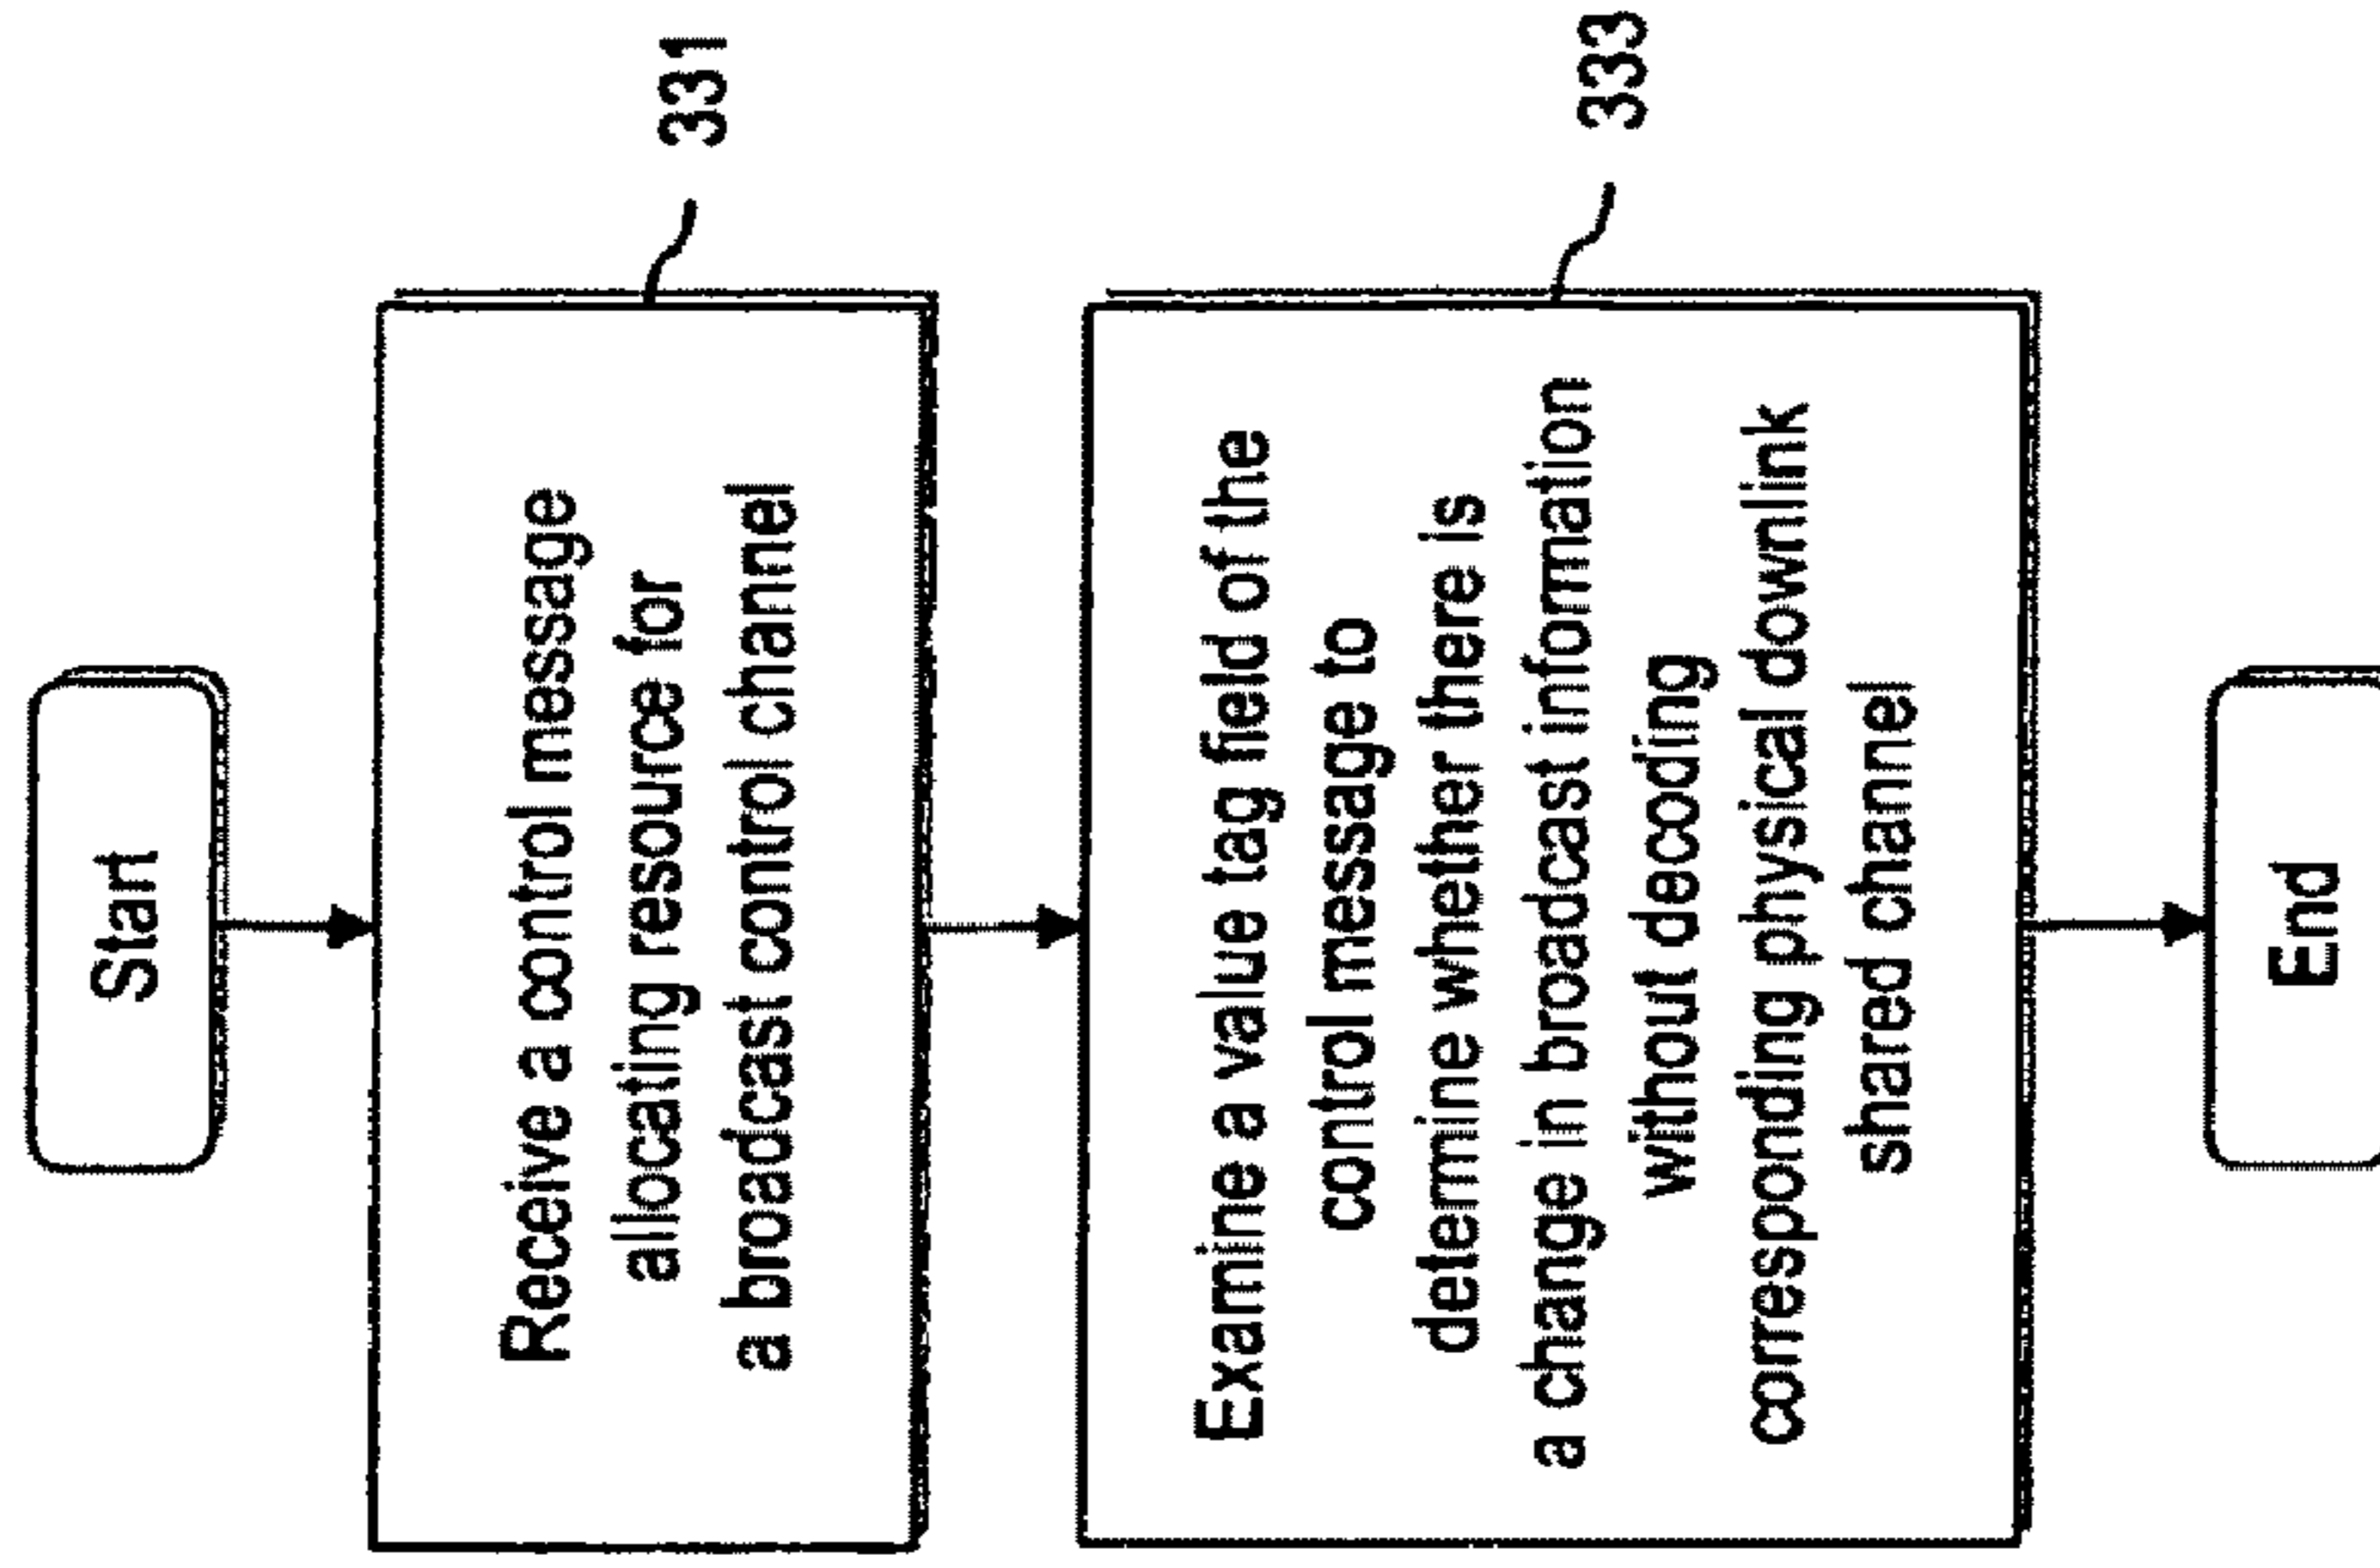 Start
Receive a control message
allocating resource for
a broadcast control channel
331
Examine a value tag field of the
control message to
determine whether there is
a change in broadcast information
without decoding
corresponding physical downlink
shared channel
333
End